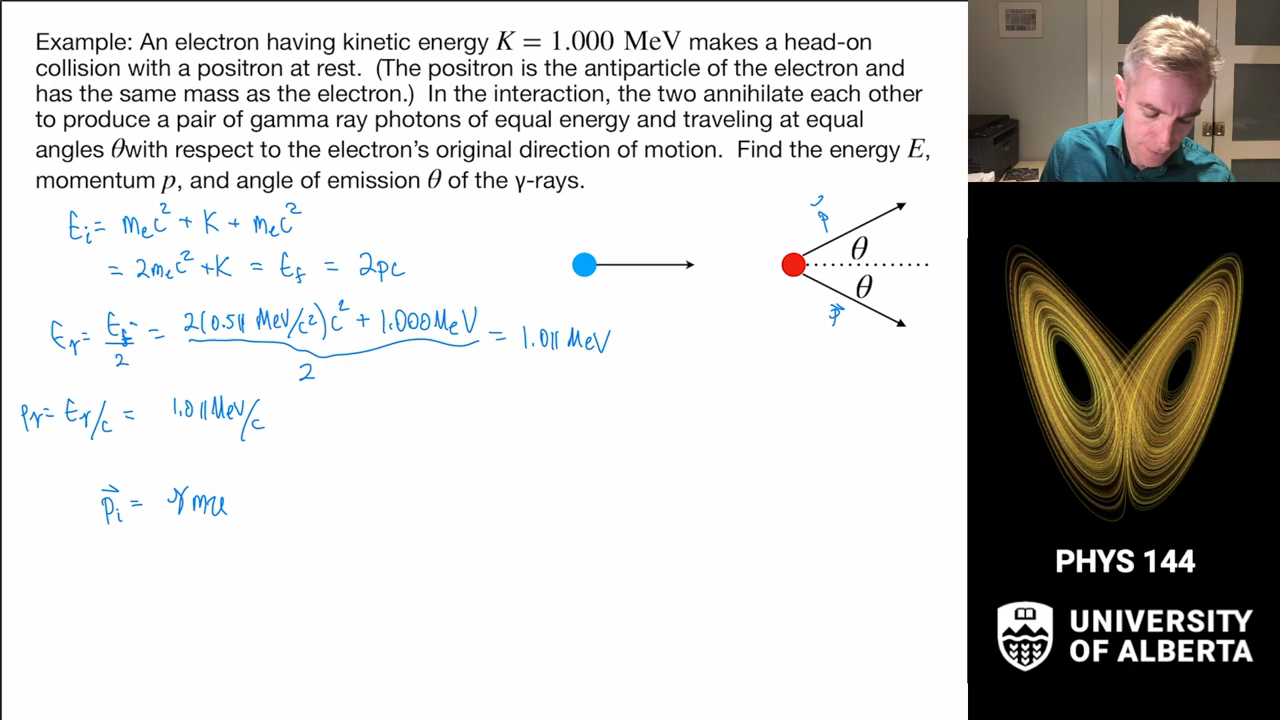 Example: An electron having kinetic energy K = 1.000 MeV makes a head-on
collision with a positron at rest. (The positron is the antiparticle of the electron and
has the same mass as the electron.) In the interaction, the two annihilate each other
to produce a pair of gamma ray photons of equal energy and traveling at equal
angles θwith respect to the electron's original direction of motion. Find the energy E,
momentum p, and angle of emission θ of the γ-rays.
Eᵢ = mₑc² + K + mₑc²
= 2mₑc² + K = E_f = 2pc
E_γ = E_f/2 = (2(0.511 MeV/c²)c² + 1.000 MeV)/2 = 1.011 MeV
p_γ = E_γ/c = 1.011 MeV/c
p⃗ᵢ = γmu
p⃗
θ
θ
p⃗
PHYS 144
UNIVERSITY
OF ALBERTA